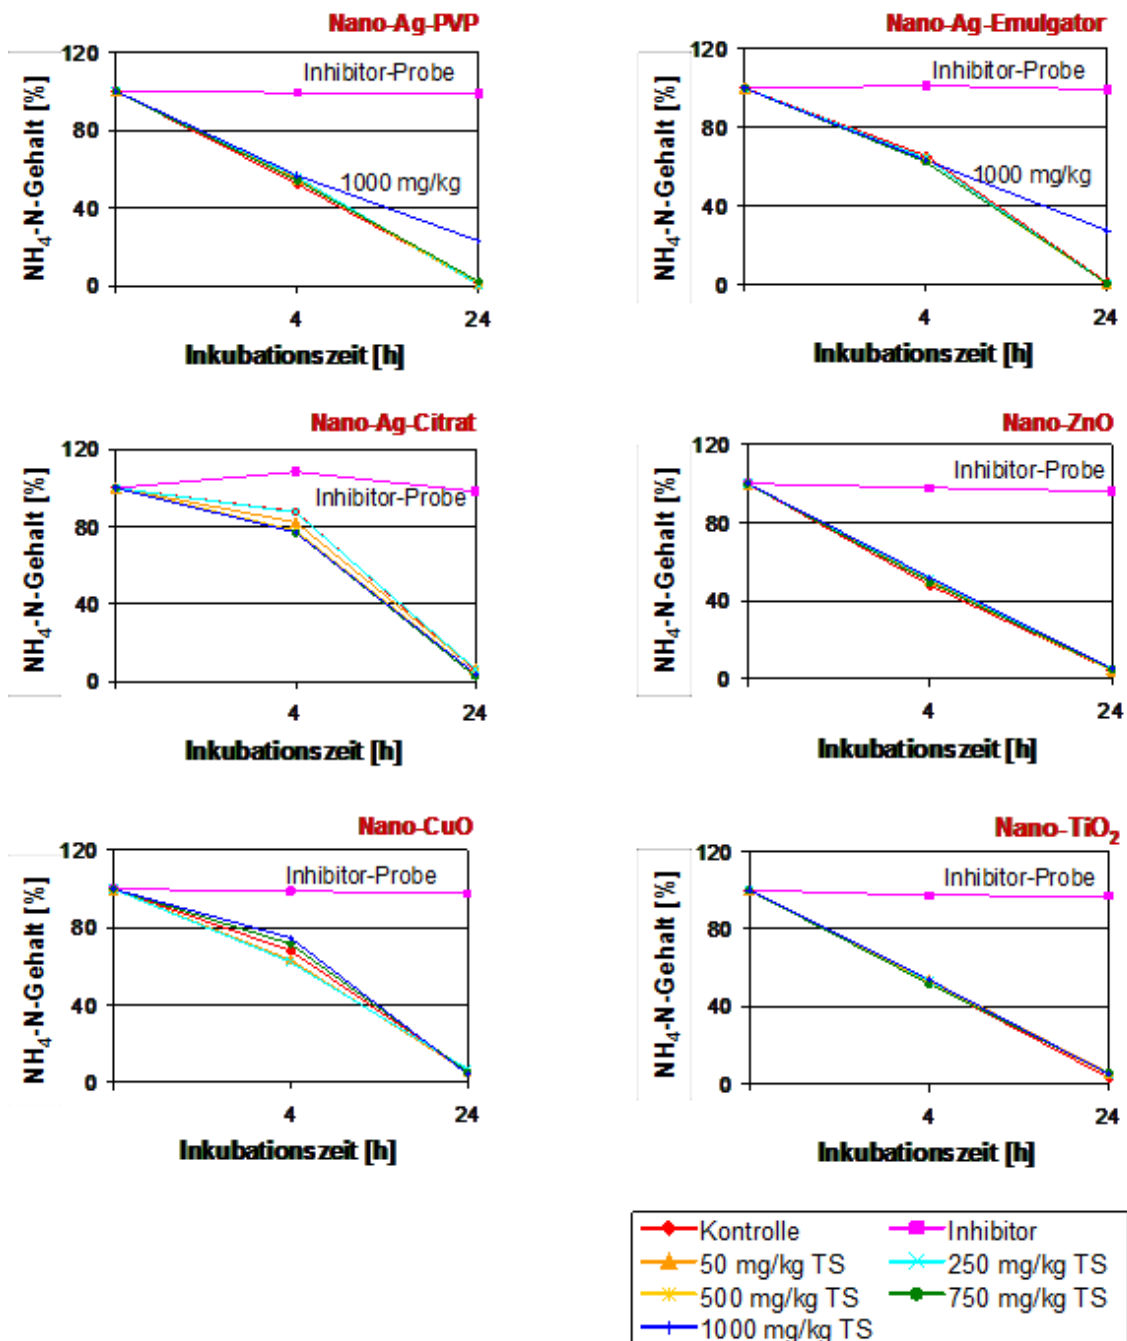 Nano-Ag-PVP
120
80
40
0
NH₄-N-Gehalt [%]
Inhibitor-Probe
1000 mg/kg
4
24
Inkubationszeit [h]
Nano-Ag-Emulgator
120
80
40
0
NH₄-N-Gehalt [%]
Inhibitor-Probe
1000 mg/kg
4
24
Inkubationszeit [h]
Nano-Ag-Citrat
120
80
40
0
NH₄-N-Gehalt [%]
Inhibitor-Probe
4
24
Inkubationszeit [h]
Nano-ZnO
120
80
40
0
NH₄-N-Gehalt [%]
Inhibitor-Probe
4
24
Inkubationszeit [h]
Nano-CuO
120
80
40
0
NH₄-N-Gehalt [%]
Inhibitor-Probe
4
24
Inkubationszeit [h]
Nano-TiO₂
120
80
40
0
NH₄-N-Gehalt [%]
Inhibitor-Probe
4
24
Inkubationszeit [h]
Kontrolle
Inhibitor
50 mg/kg TS
250 mg/kg TS
500 mg/kg TS
750 mg/kg TS
1000 mg/kg TS